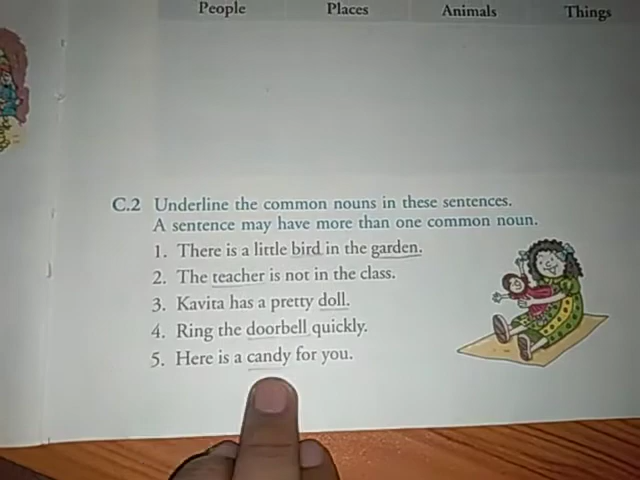 People Places Animals Things
C.2 Underline the common nouns in these sentences.
A sentence may have more than one common noun.
1. There is a little bird in the garden.
2. The teacher is not in the class.
3. Kavita has a pretty doll.
4. Ring the doorbell quickly.
5. Here is a candy for you.